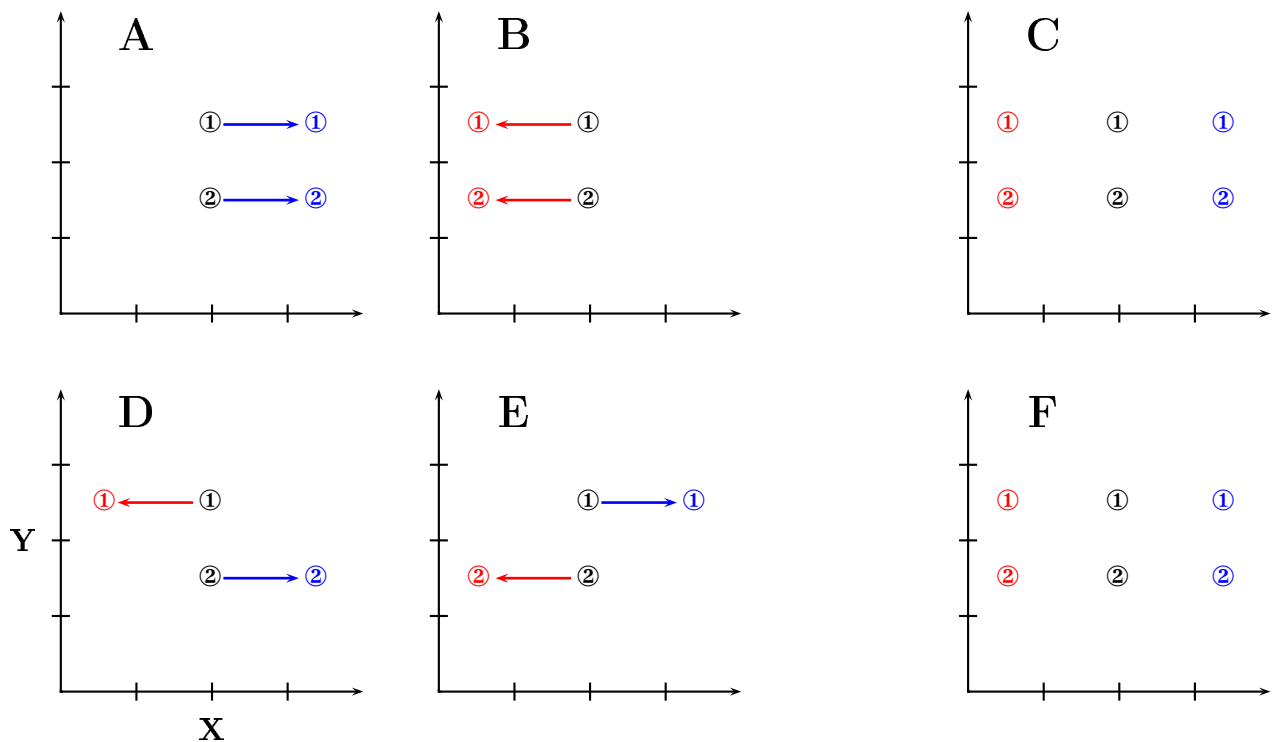 A B C
① ① ① ① ① ① ①
② ② ② ② ② ② ②
D E F
① ① ① ① ① ① ①
Y
② ② ② ② ② ② ②
X